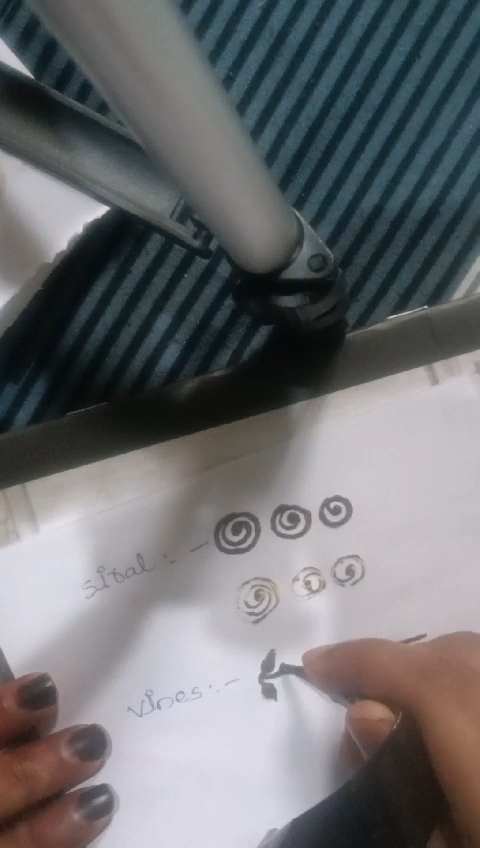 siral : -
vines : -